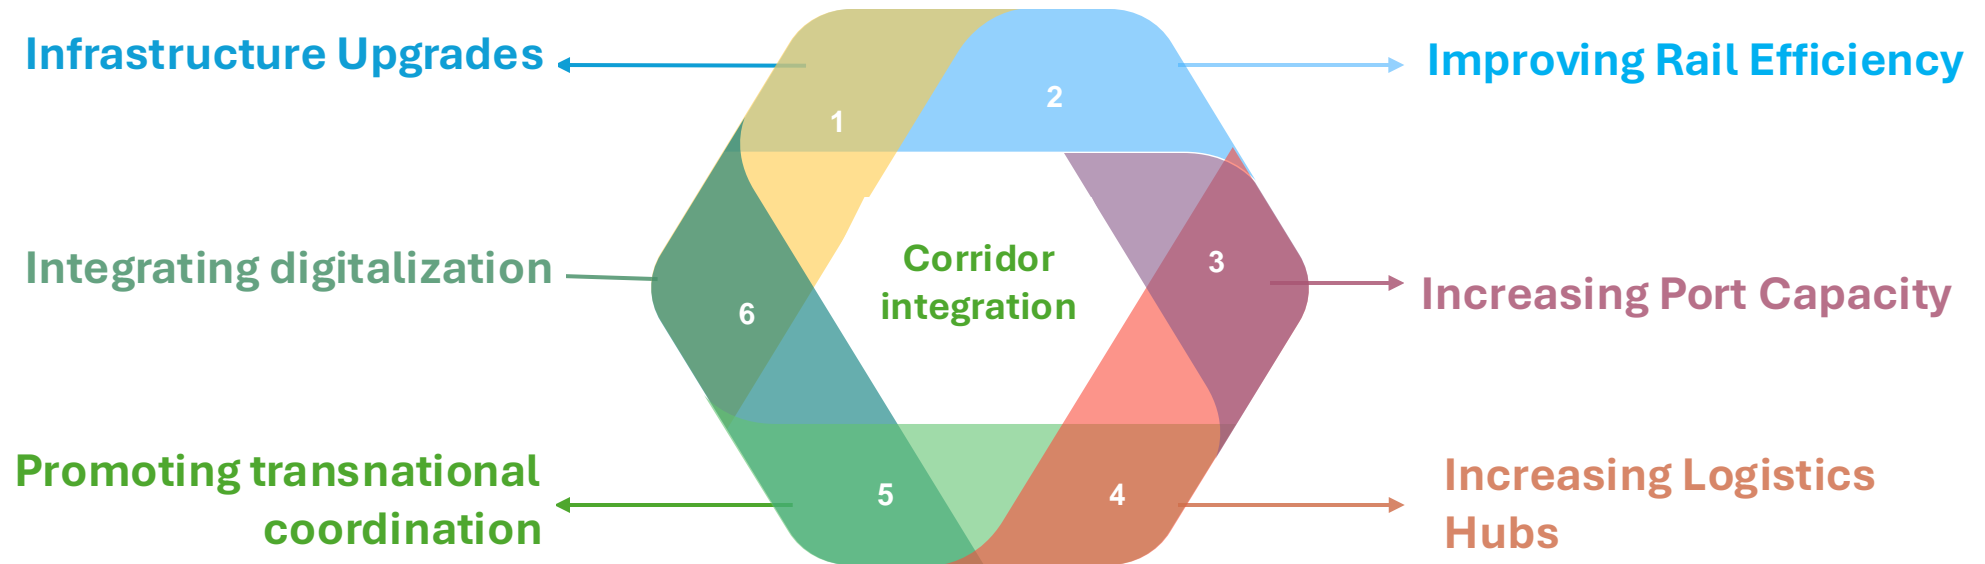 Infrastructure Upgrades
Improving Rail Efficiency
1
2
Integrating digitalization
Corridor
integration
3
Increasing Port Capacity
6
Promoting transnational
coordination
5
4
Increasing Logistics
Hubs